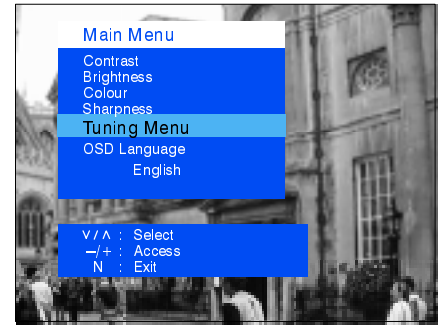 Main Menu
Contrast
Brightness
Colour
Sharpness
Tuning Menu
OSD Language
English
∨/∧ : Select
−/+ : Access
N : Exit